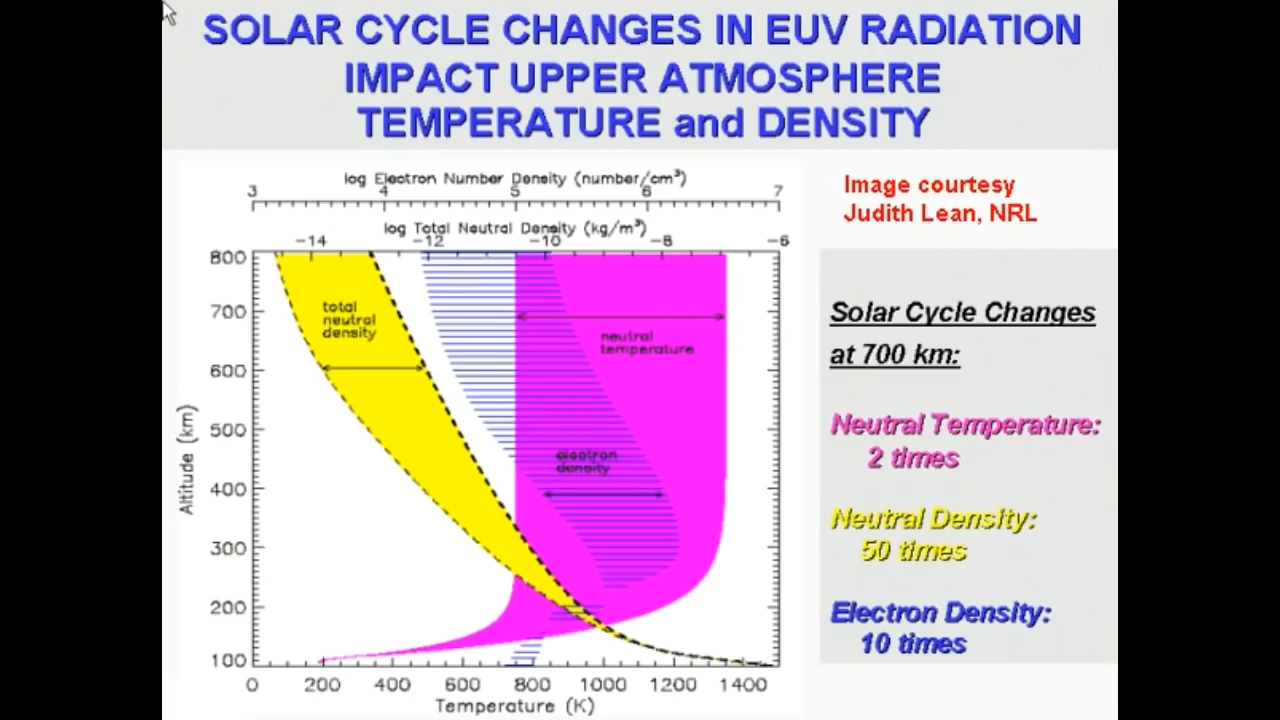 SOLAR CYCLE CHANGES IN EUV RADIATION
IMPACT UPPER ATMOSPHERE
TEMPERATURE and DENSITY
log Electron Number Density (number/cm³)
3 4 5 6 7
log Total Neutral Density (kg/m³)
-14 -12 -10 -8 -6
800
700
600
500
400
300
200
100
Altitude (km)
total
neutral
density
neutral
temperature
electron
density
0 200 400 600 800 1000 1200 1400
Temperature (K)
Image courtesy
Judith Lean, NRL
Solar Cycle Changes
at 700 km:
Neutral Temperature:
2 times
Neutral Density:
50 times
Electron Density:
10 times